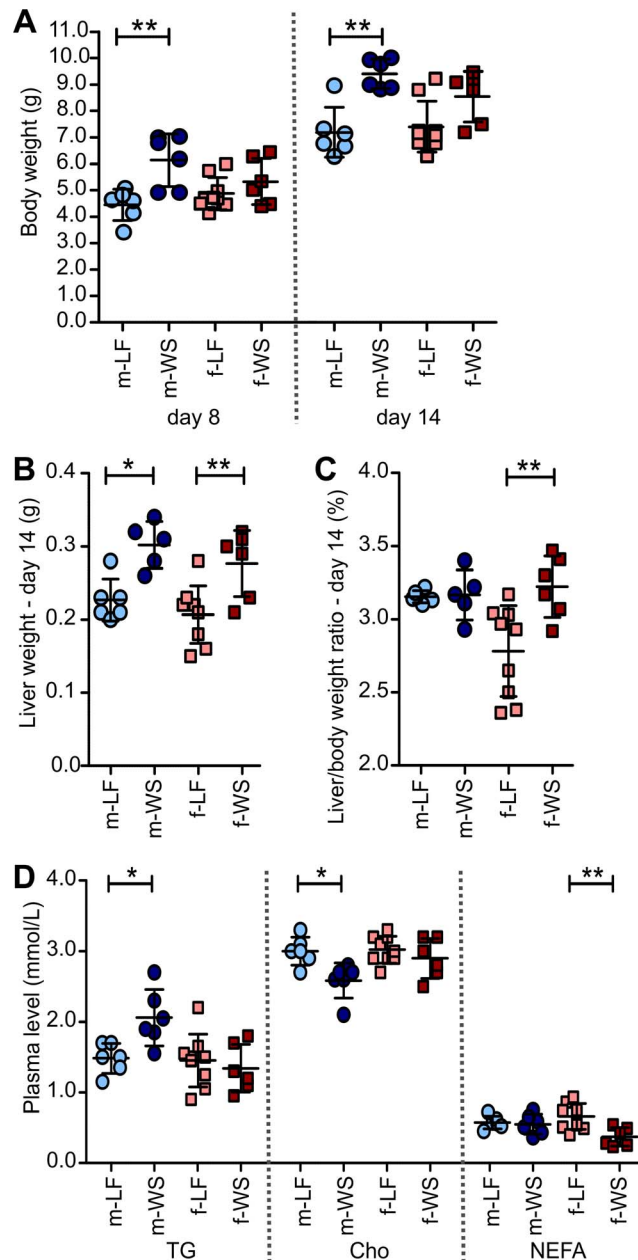 A
Body weight (g)
** **
11.0
10.0
9.0
8.0
7.0
6.0
5.0
4.0
3.0
2.0
1.0
0.0
m-LF m-WS f-LF f-WS m-LF m-WS f-LF f-WS
day 8 day 14
B
Liver weight - day 14 (g)
* **
0.4
0.3
0.2
0.1
0.0
m-LF m-WS f-LF f-WS
C
Liver/body weight ratio - day 14 (%)
**
4.0
3.5
3.0
2.5
2.0
m-LF m-WS f-LF f-WS
D
Plasma level (mmol/L)
* * **
4.0
3.0
2.0
1.0
0.0
m-LF m-WS f-LF f-WS m-LF m-WS f-LF f-WS m-LF m-WS f-LF f-WS
TG Cho NEFA